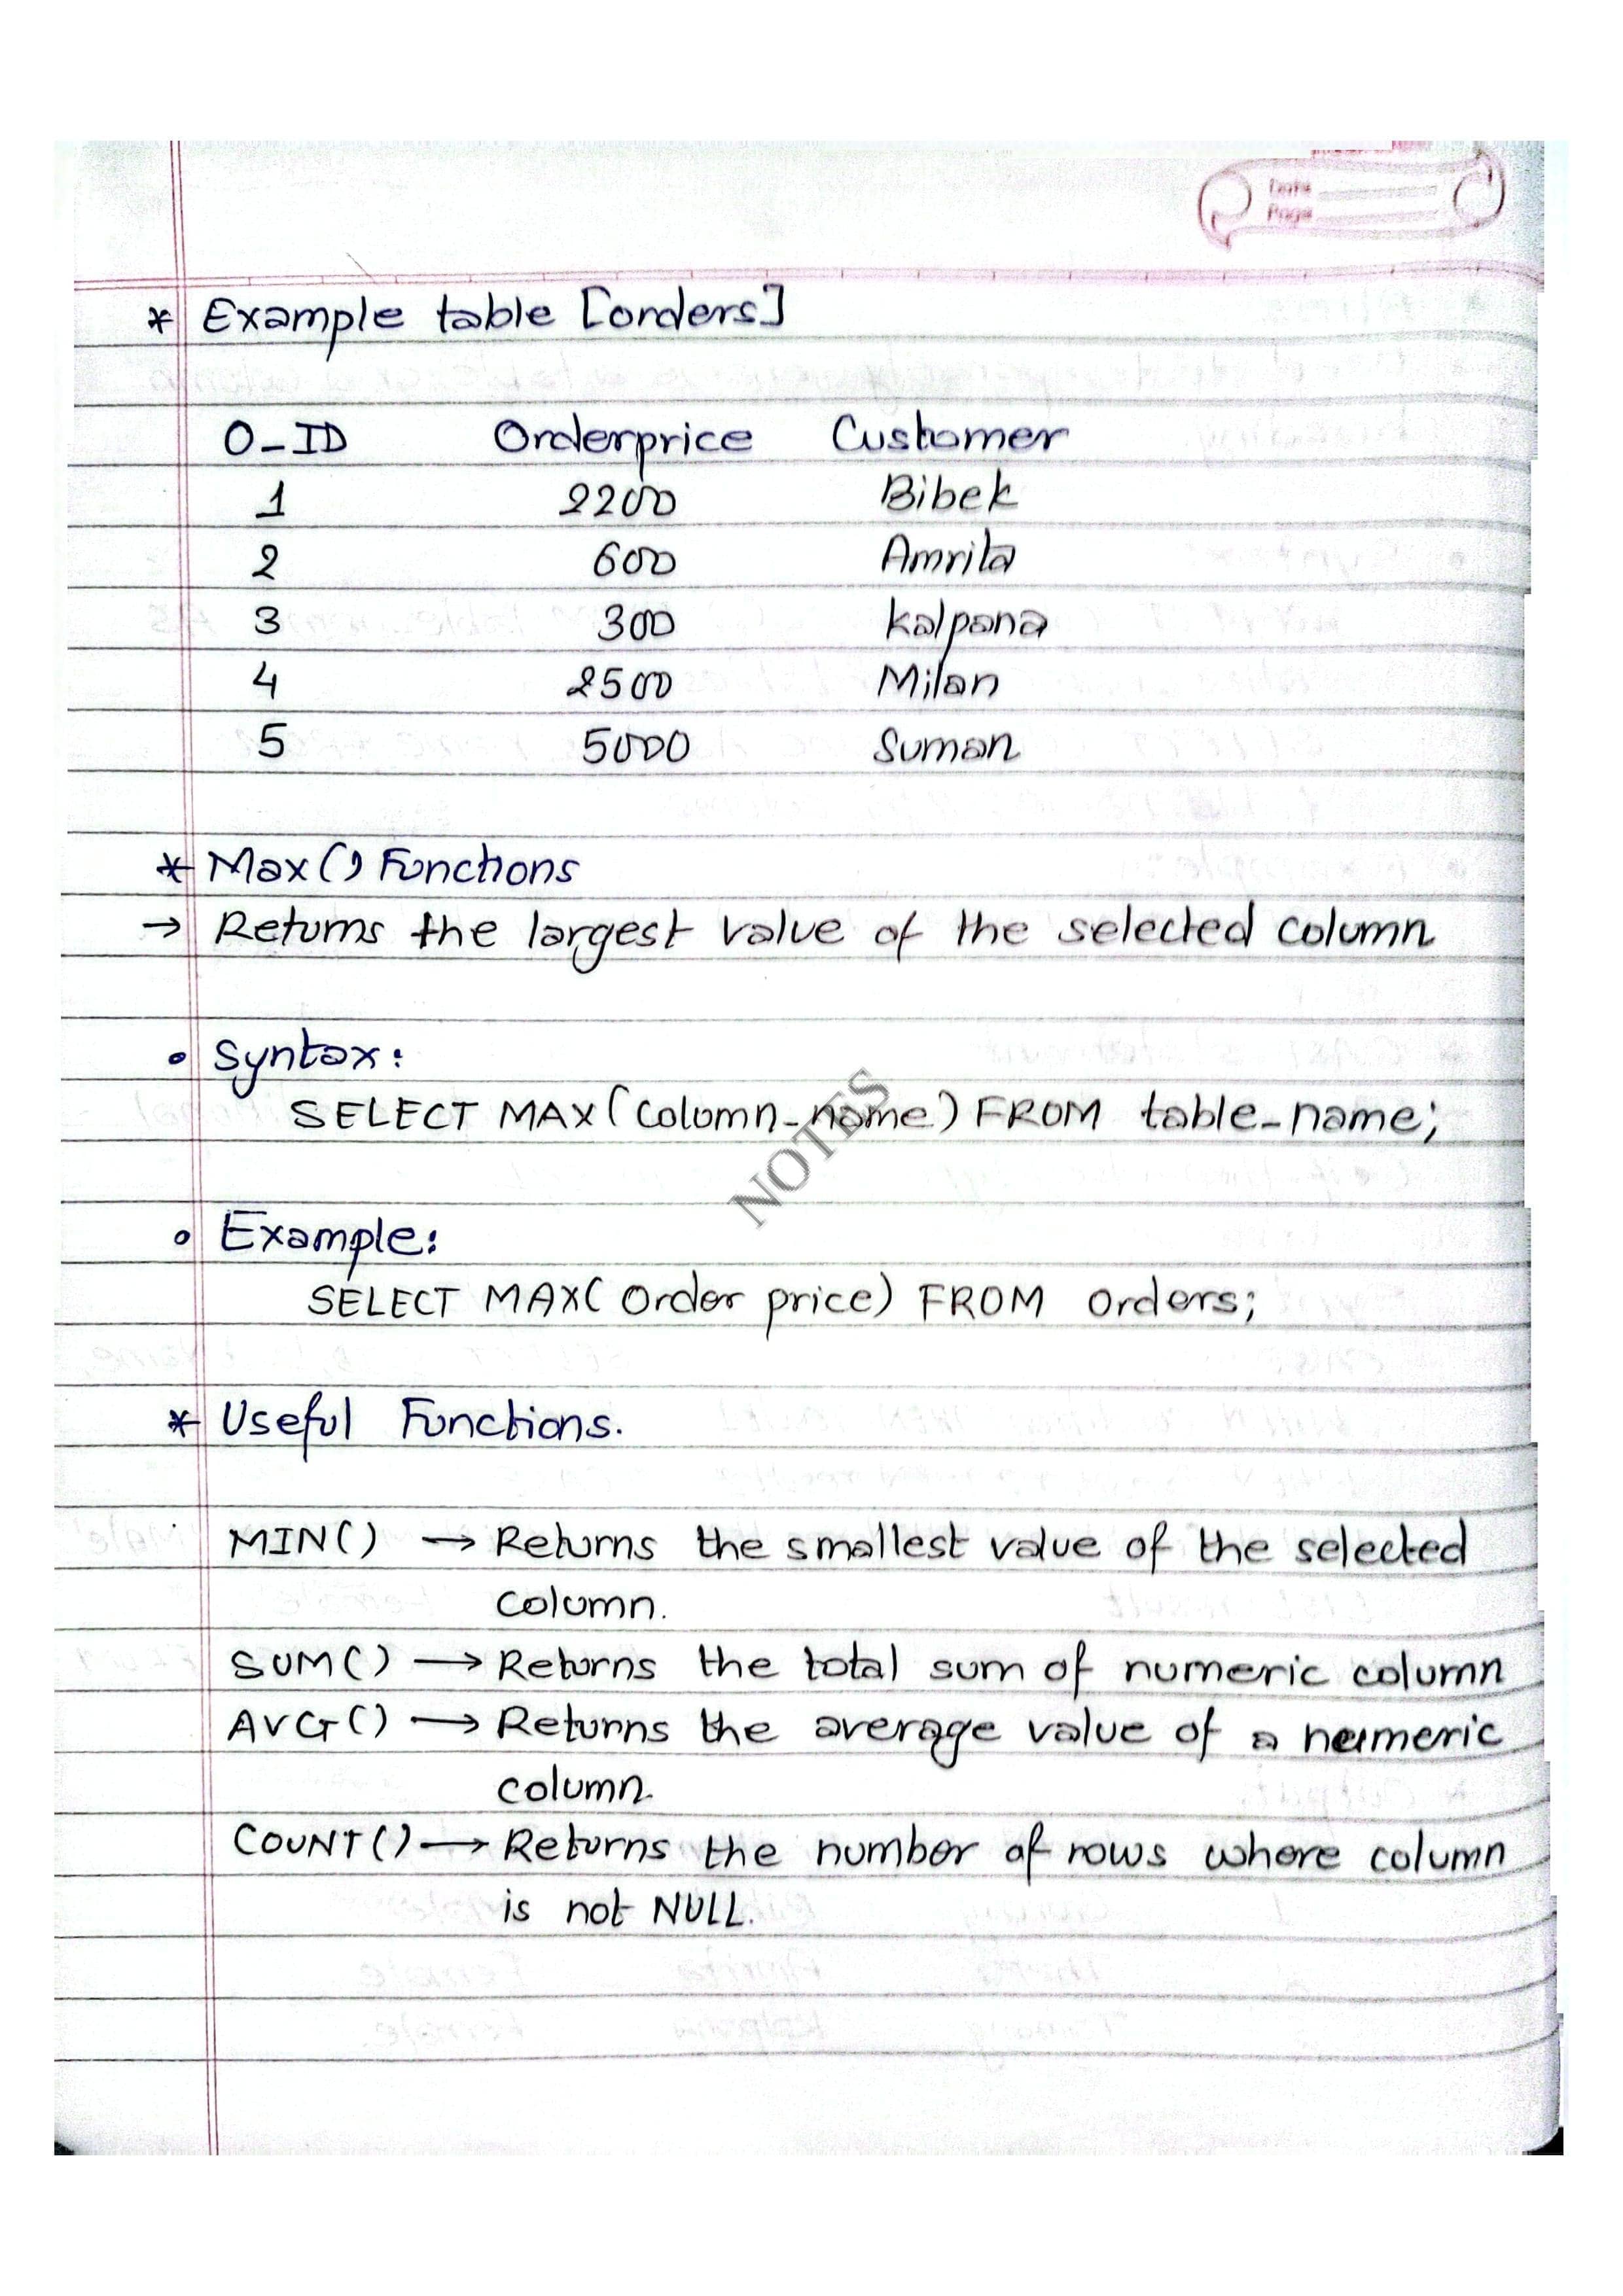 Date
Page
* Example table [orders]
O_ID Orderprice Customer
1 2200 Bibek
2 600 Amrita
3 300 kalpana
4 2500 Milan
5 5000 Suman
* Max() Functions
→ Returns the largest value of the selected column
• Syntax:
SELECT MAX(column_name) FROM table_name;
NOTES
• Example:
SELECT MAX( Order price) FROM orders;
* Useful Functions.
MIN() → Returns the smallest value of the selected
column.
SUM() → Returns the total sum of numeric column
AVG() → Returns the average value of a numeric
column.
COUNT() → Returns the number of rows where column
is not NULL.